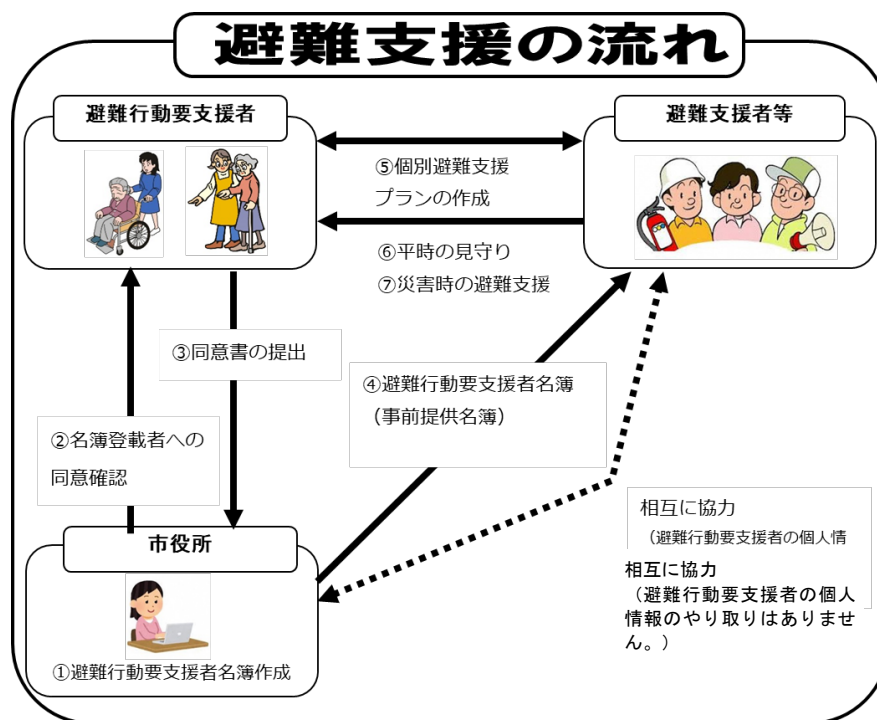 避難支援の流れ
避難行動要支援者
避難支援者等
⑤個別避難支援
プランの作成
⑥平時の見守り
⑦災害時の避難支援
③同意書の提出
④避難行動要支援者名簿
(事前提供名簿)
②名簿登載者への
同意確認
市役所
①避難行動要支援者名簿作成
相互に協力
(避難行動要支援者の個人情
相互に協力
(避難行動要支援者の個人
情報のやり取りはありませ
ん。)